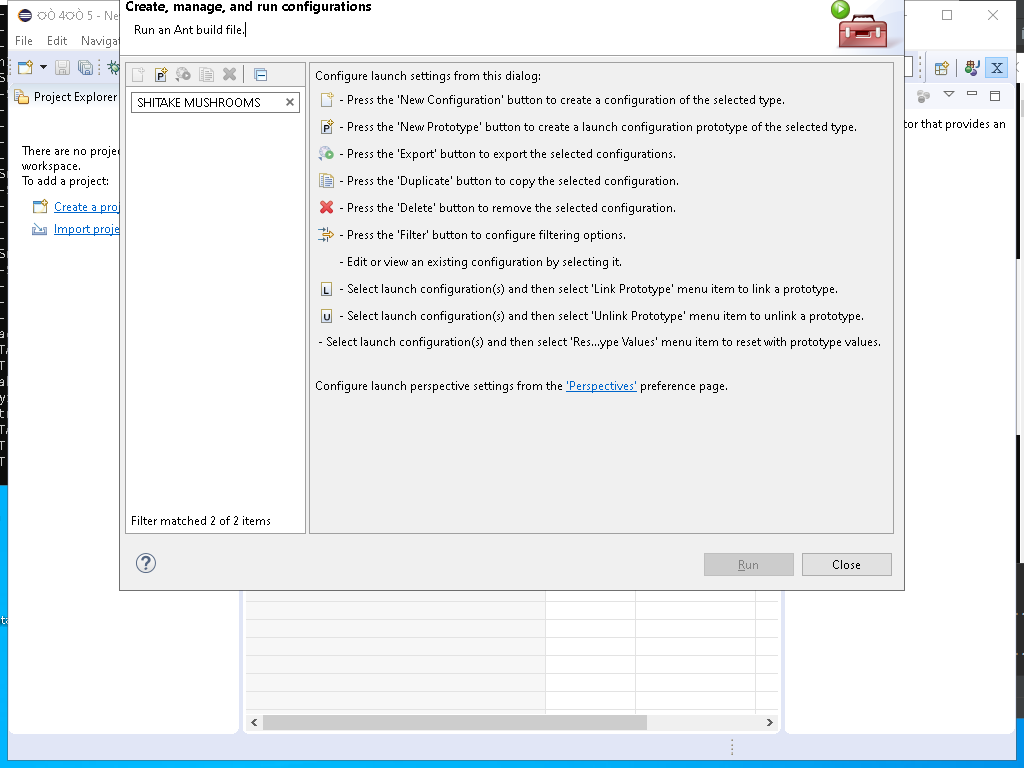 Create, manage, and run configurations
Run an Ant build file.
File Edit Naviga
Project Explorer
SHITAKE MUSHROOMS
There are no projec
workspace.
To add a project:
Create a proj
Import proje
Configure launch settings from this dialog:
- Press the 'New Configuration' button to create a configuration of the selected type.
- Press the 'New Prototype' button to create a launch configuration prototype of the selected type.
- Press the 'Export' button to export the selected configurations.
- Press the 'Duplicate' button to copy the selected configuration.
- Press the 'Delete' button to remove the selected configuration.
- Press the 'Filter' button to configure filtering options.
- Edit or view an existing configuration by selecting it.
- Select launch configuration(s) and then select 'Link Prototype' menu item to link a prototype.
- Select launch configuration(s) and then select 'Unlink Prototype' menu item to unlink a prototype.
- Select launch configuration(s) and then select 'Res...ype Values' menu item to reset with prototype values.
Configure launch perspective settings from the 'Perspectives' preference page.
Filter matched 2 of 2 items
Run
Close
tor that provides an